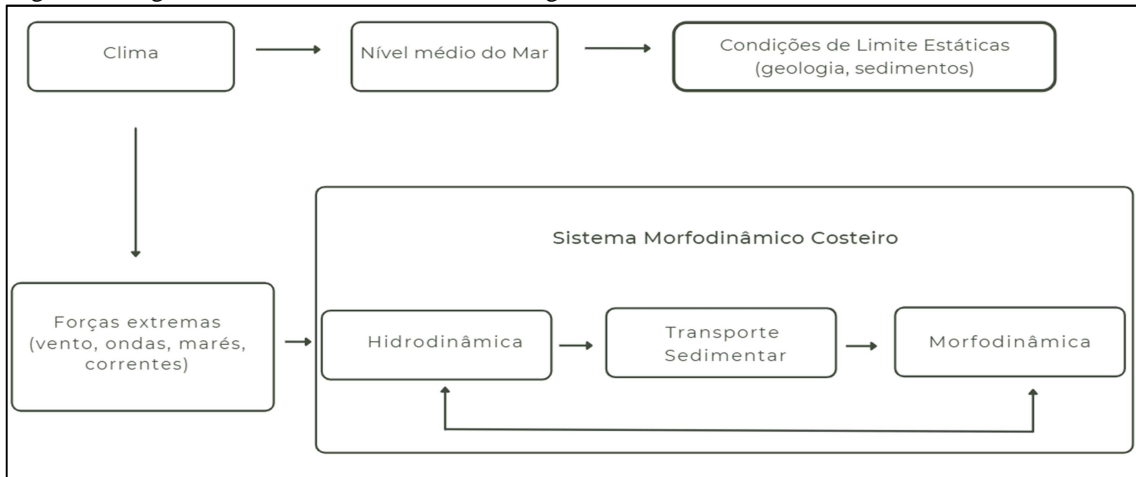 Clima
Nível médio do Mar
Condições de Limite Estáticas
(geologia, sedimentos)
Sistema Morfodinâmico Costeiro
Forças extremas
(vento, ondas, marés,
correntes)
Hidrodinâmica
Transporte
Sedimentar
Morfodinâmica